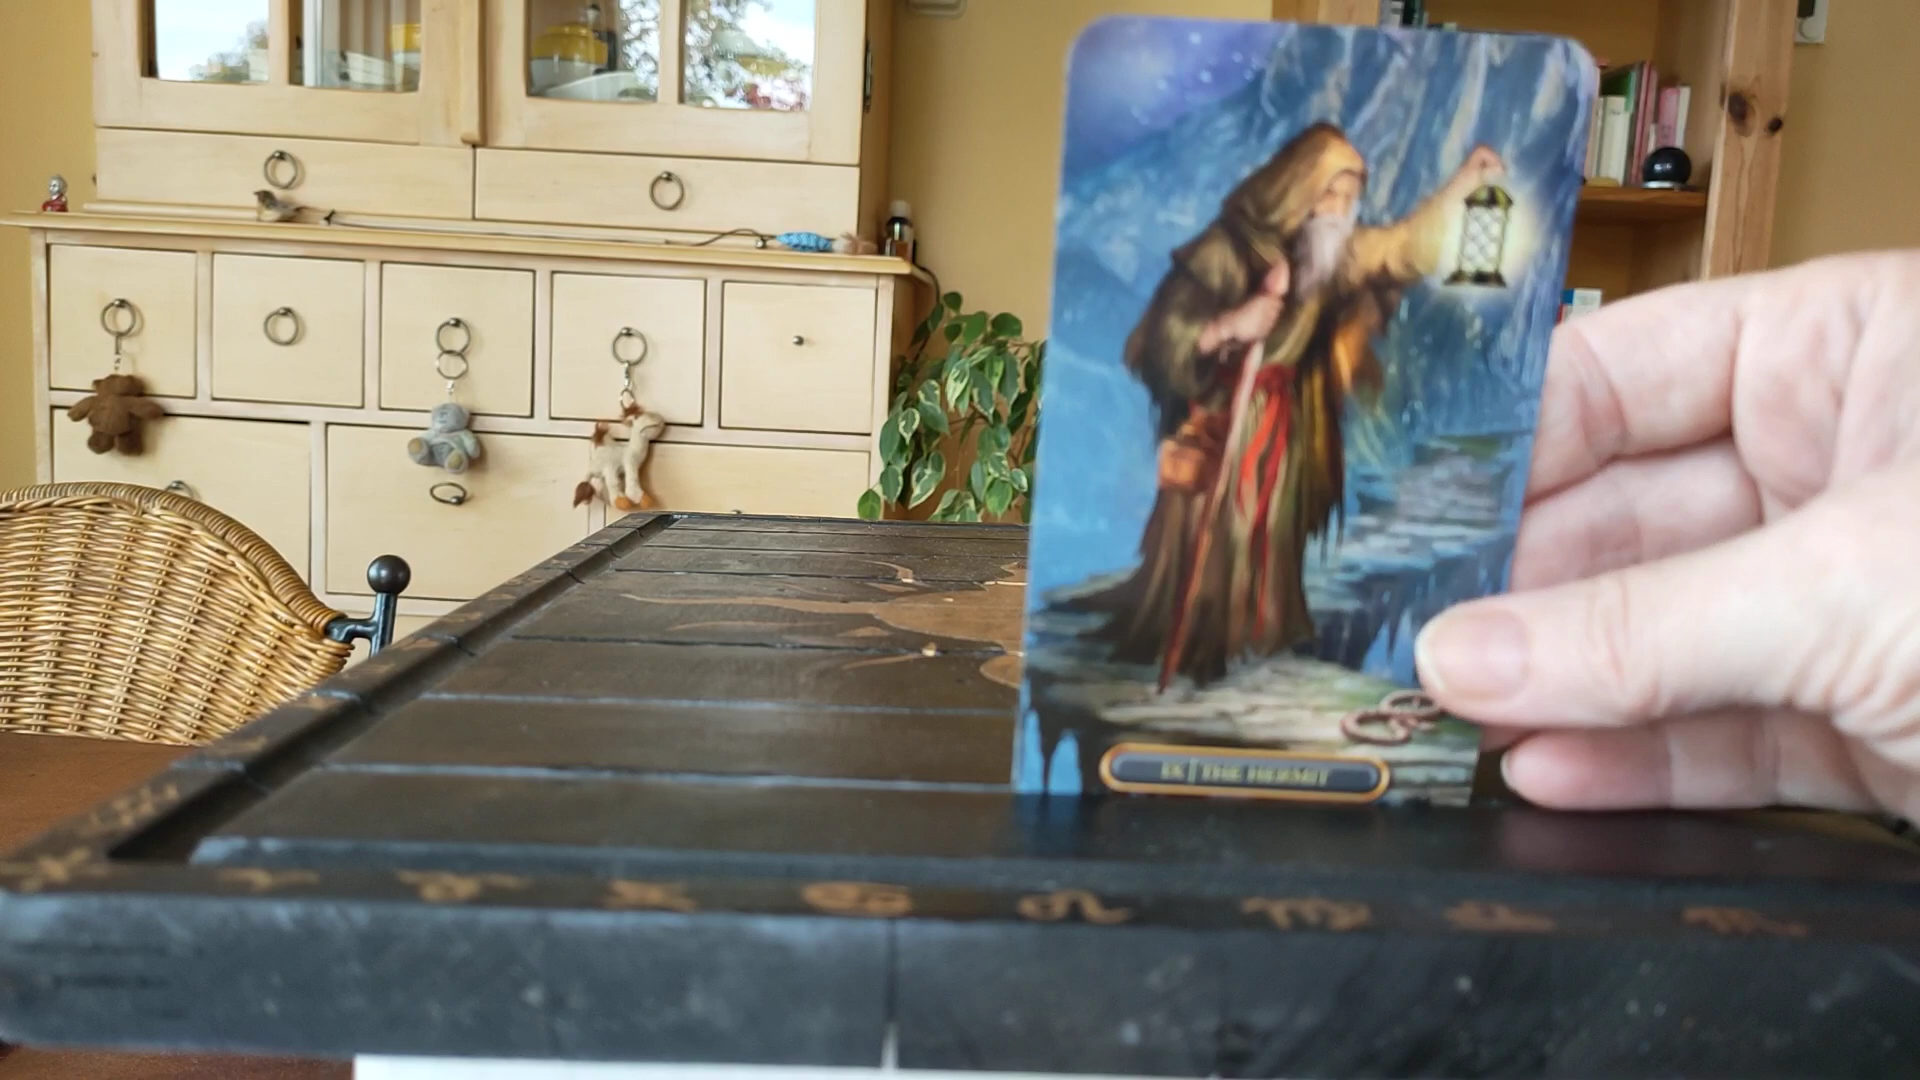 IX | THE HERMIT
♈ ♉ ♊ ♋ ♌ ♍ ♎ ♏